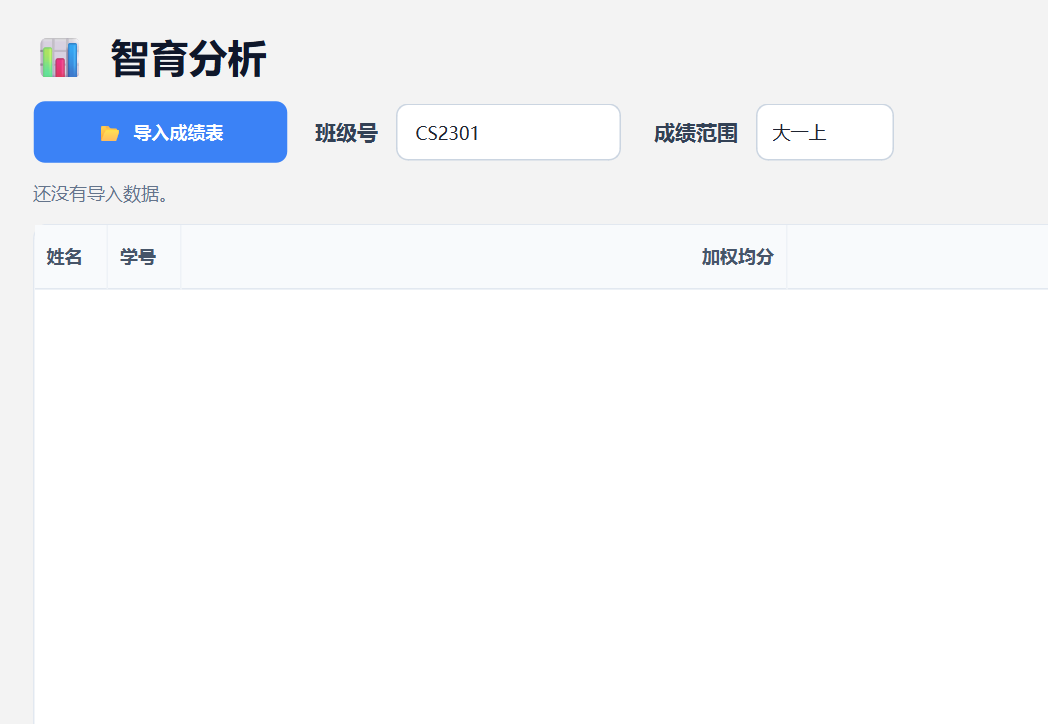 智育分析
导入成绩表 班级号 CS2301 成绩范围 大一上
还没有导入数据。
姓名 学号 加权均分